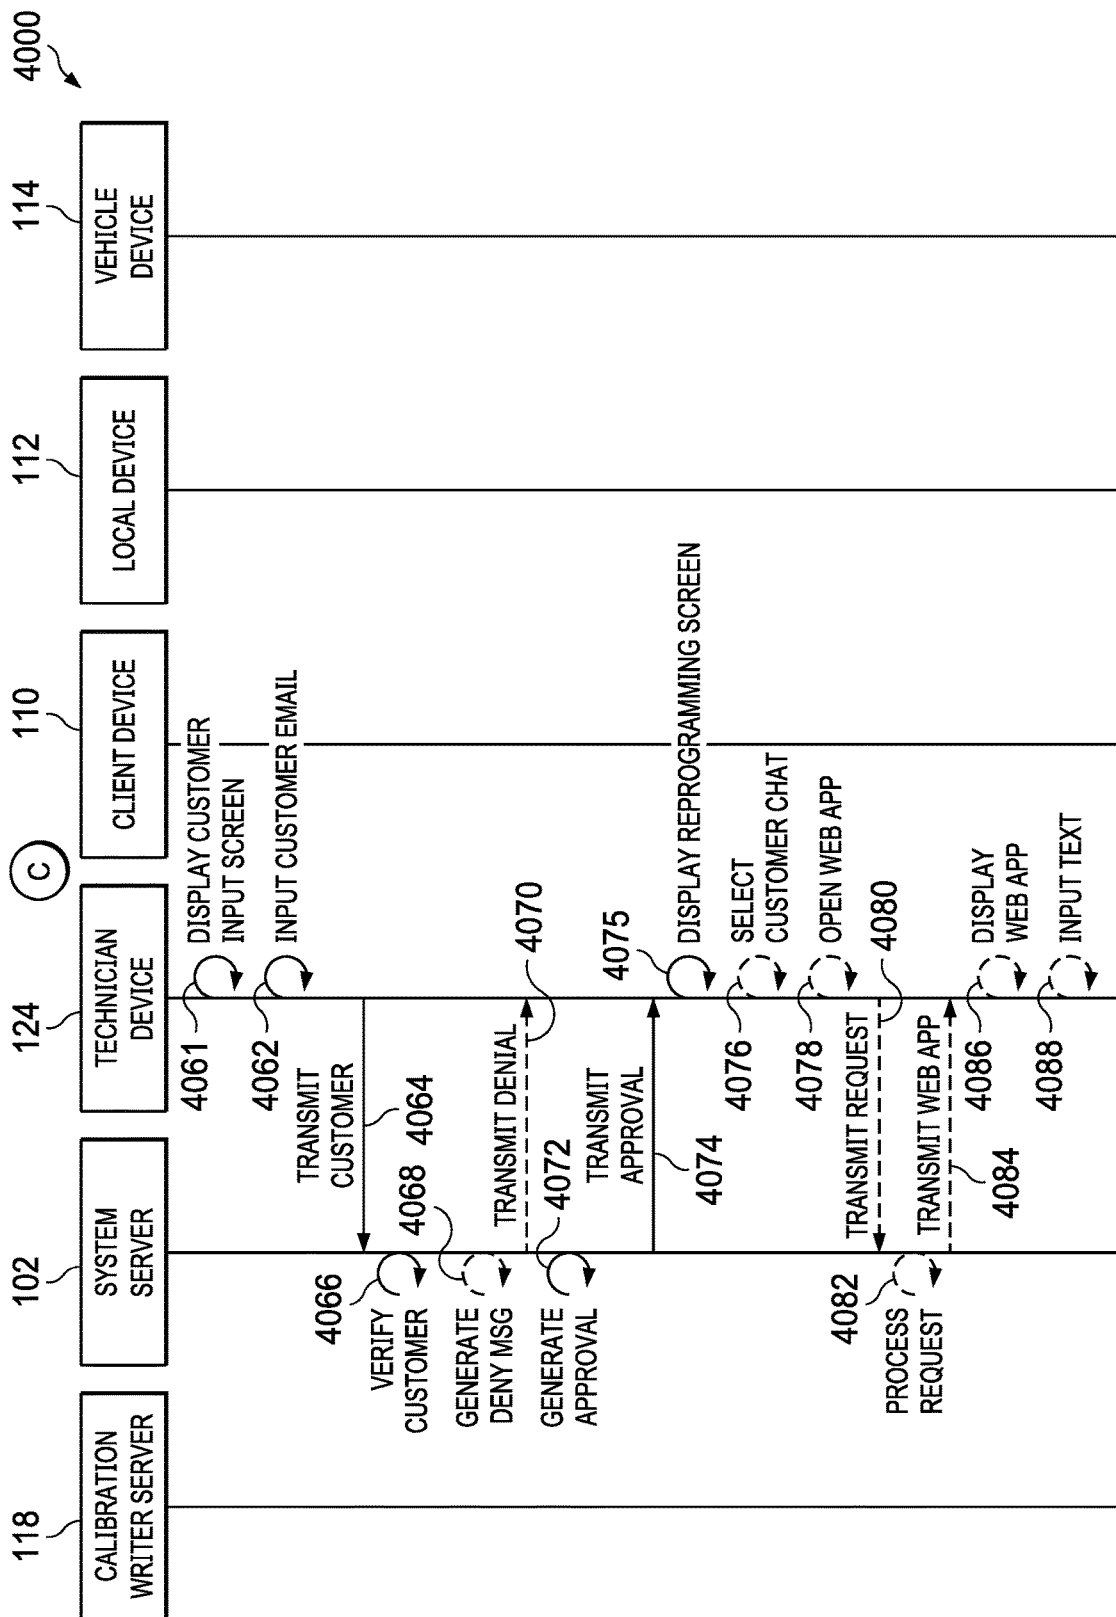 4000
118
102
124
C
110
112
114
CALIBRATION
WRITER SERVER
SYSTEM
SERVER
TECHNICIAN
DEVICE
CLIENT DEVICE
LOCAL DEVICE
VEHICLE
DEVICE
4061
DISPLAY CUSTOMER
INPUT SCREEN
4062
INPUT CUSTOMER EMAIL
TRANSMIT
CUSTOMER
4064
4066
VERIFY
CUSTOMER
4068
GENERATE
DENY MSG
TRANSMIT DENIAL
4070
4072
GENERATE
APPROVAL
TRANSMIT
APPROVAL
4074
4075
DISPLAY REPROGRAMMING SCREEN
4076
SELECT
CUSTOMER CHAT
4078
OPEN WEB APP
TRANSMIT REQUEST
4080
4082
PROCESS
REQUEST
TRANSMIT WEB APP
4084
4086
DISPLAY
WEB APP
4088
INPUT TEXT